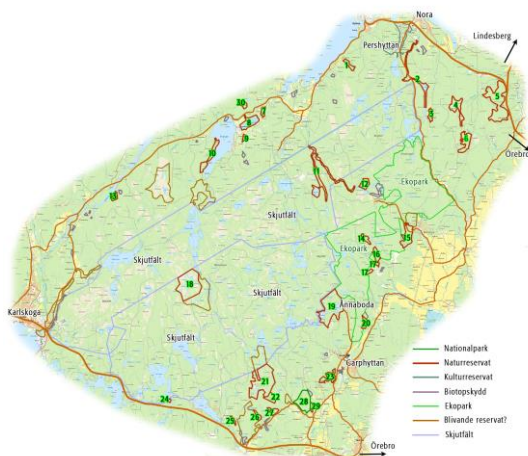 Nora
Lindesberg
Pershyttan
1
2
5
30
7
4
3
8
6
9
Örebro
10
11
12
Ekopark
13
Skjutfält
14
15
Ekopark
16
17
Skjutfält
18
Skjutfält
19
Ånnaboda
20
Karlskoga
Skjutfält
Garphyttan
21
23
24
22
28
29
25
26
27
Örebro
Nationalpark
Naturreservat
Kulturreservat
Biotopskydd
Ekopark
Blivande reservat?
Skjutfält